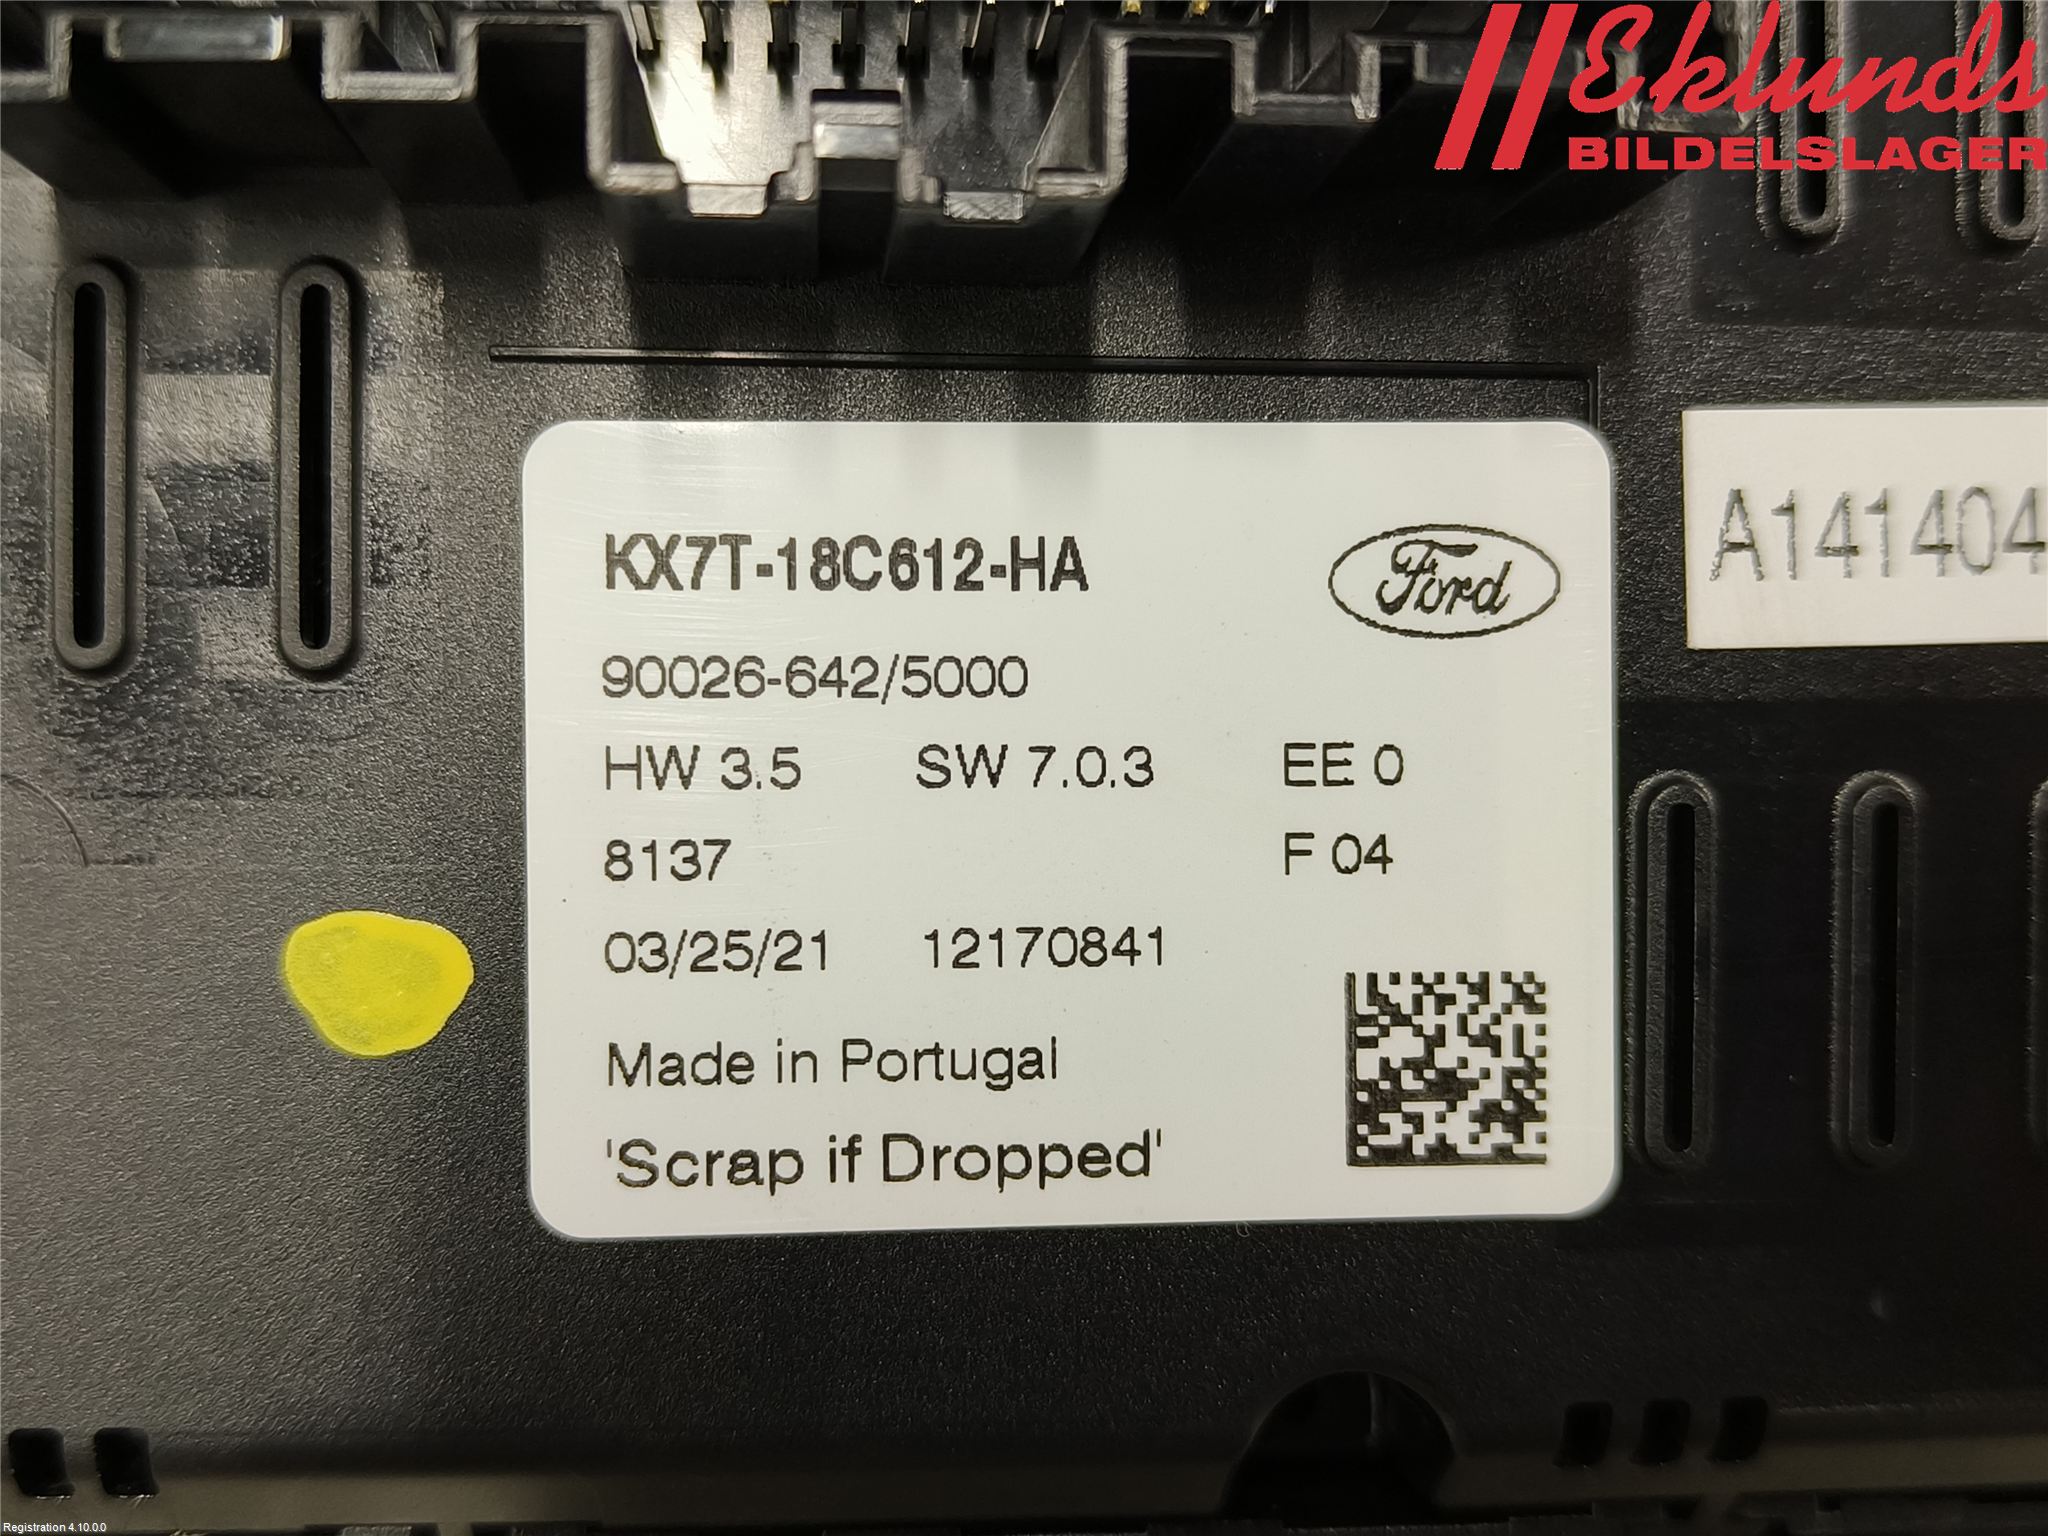 Eklunds
BILDELSLAGER
A141404
KX7T-18C612-HA
Ford
90026-642/5000
HW 3.5 SW 7.0.3 EE 0
8137 F 04
03/25/21 12170841
Made in Portugal
'Scrap if Dropped'
Registration 4.10.0.0